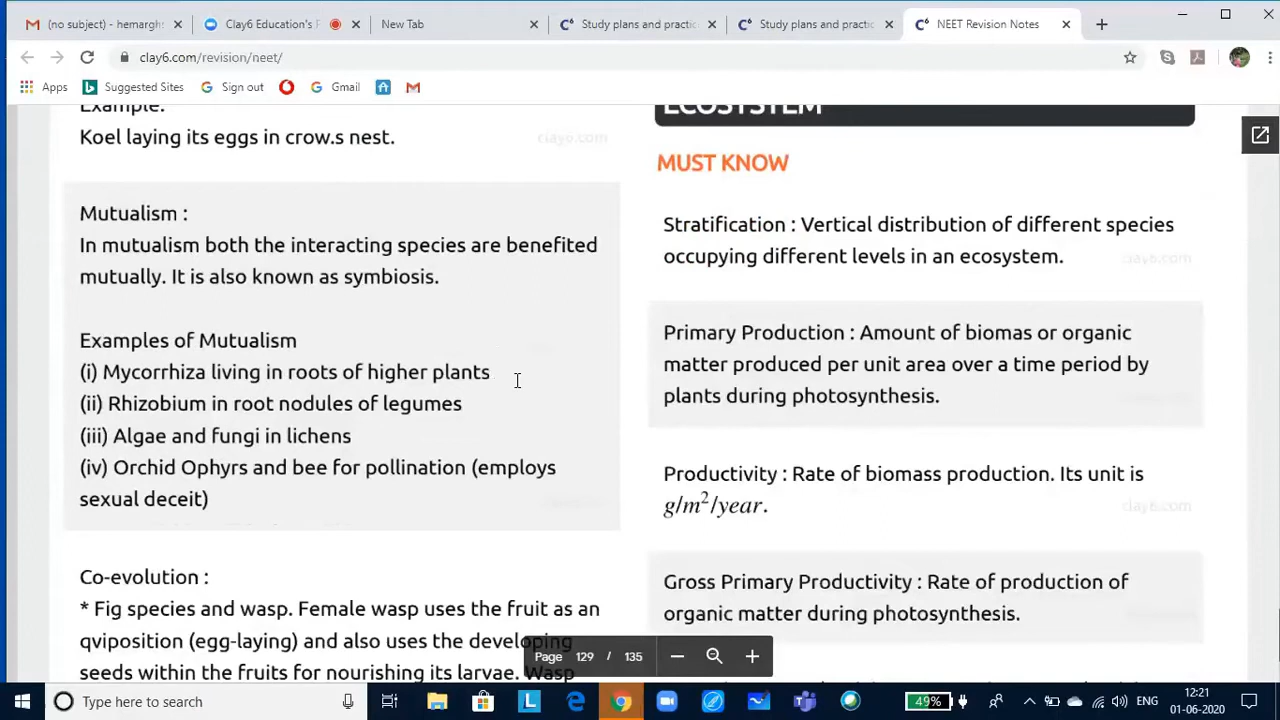 (no subject) - hemarghs
Clay6 Education's P
New Tab
Study plans and practic
Study plans and practic
NEET Revision Notes
clay6.com/revision/neet/
Apps
Suggested Sites
Sign out
Gmail
Example:
Koel laying its eggs in crow.s nest.
clay6.com
Mutualism :
In mutualism both the interacting species are benefited
mutually. It is also known as symbiosis.
Examples of Mutualism
(i) Mycorrhiza living in roots of higher plants
(ii) Rhizobium in root nodules of legumes
(iii) Algae and fungi in lichens
(iv) Orchid Ophyrs and bee for pollination (employs
sexual deceit)
Co-evolution :
* Fig species and wasp. Female wasp uses the fruit as an
qviposition (egg-laying) and also uses the developing
seeds within the fruits for nourishing its larvae. Wasp
ECOSYSTEM
MUST KNOW
Stratification : Vertical distribution of different species
occupying different levels in an ecosystem.
clay6.com
Primary Production : Amount of biomas or organic
matter produced per unit area over a time period by
plants during photosynthesis.
Productivity : Rate of biomass production. Its unit is
g/m²/year.
clay6.com
Gross Primary Productivity : Rate of production of
organic matter during photosynthesis.
Page 129 / 135
Type here to search
L
49%
ENG
12:21
01-06-2020